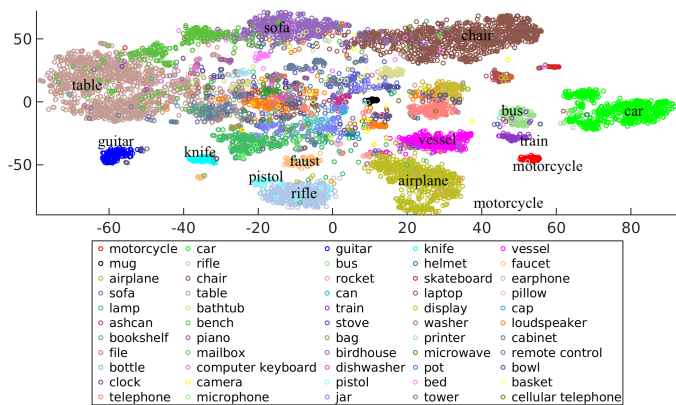 50
0
-50
-60
-40
-20
0
20
40
60
80
sofa
chair
table
bus
car
guitar
knife
faust
vessel
train
motorcycle
pistol
rifle
airplane
motorcycle
motorcycle car guitar knife vessel
mug rifle bus helmet faucet
airplane chair rocket skateboard earphone
sofa table can laptop pillow
lamp bathtub train display cap
ashcan bench stove washer loudspeaker
bookshelf piano bag printer cabinet
file mailbox birdhouse microwave remote control
bottle computer keyboard dishwasher pot bowl
clock camera pistol bed basket
telephone microphone jar tower cellular telephone